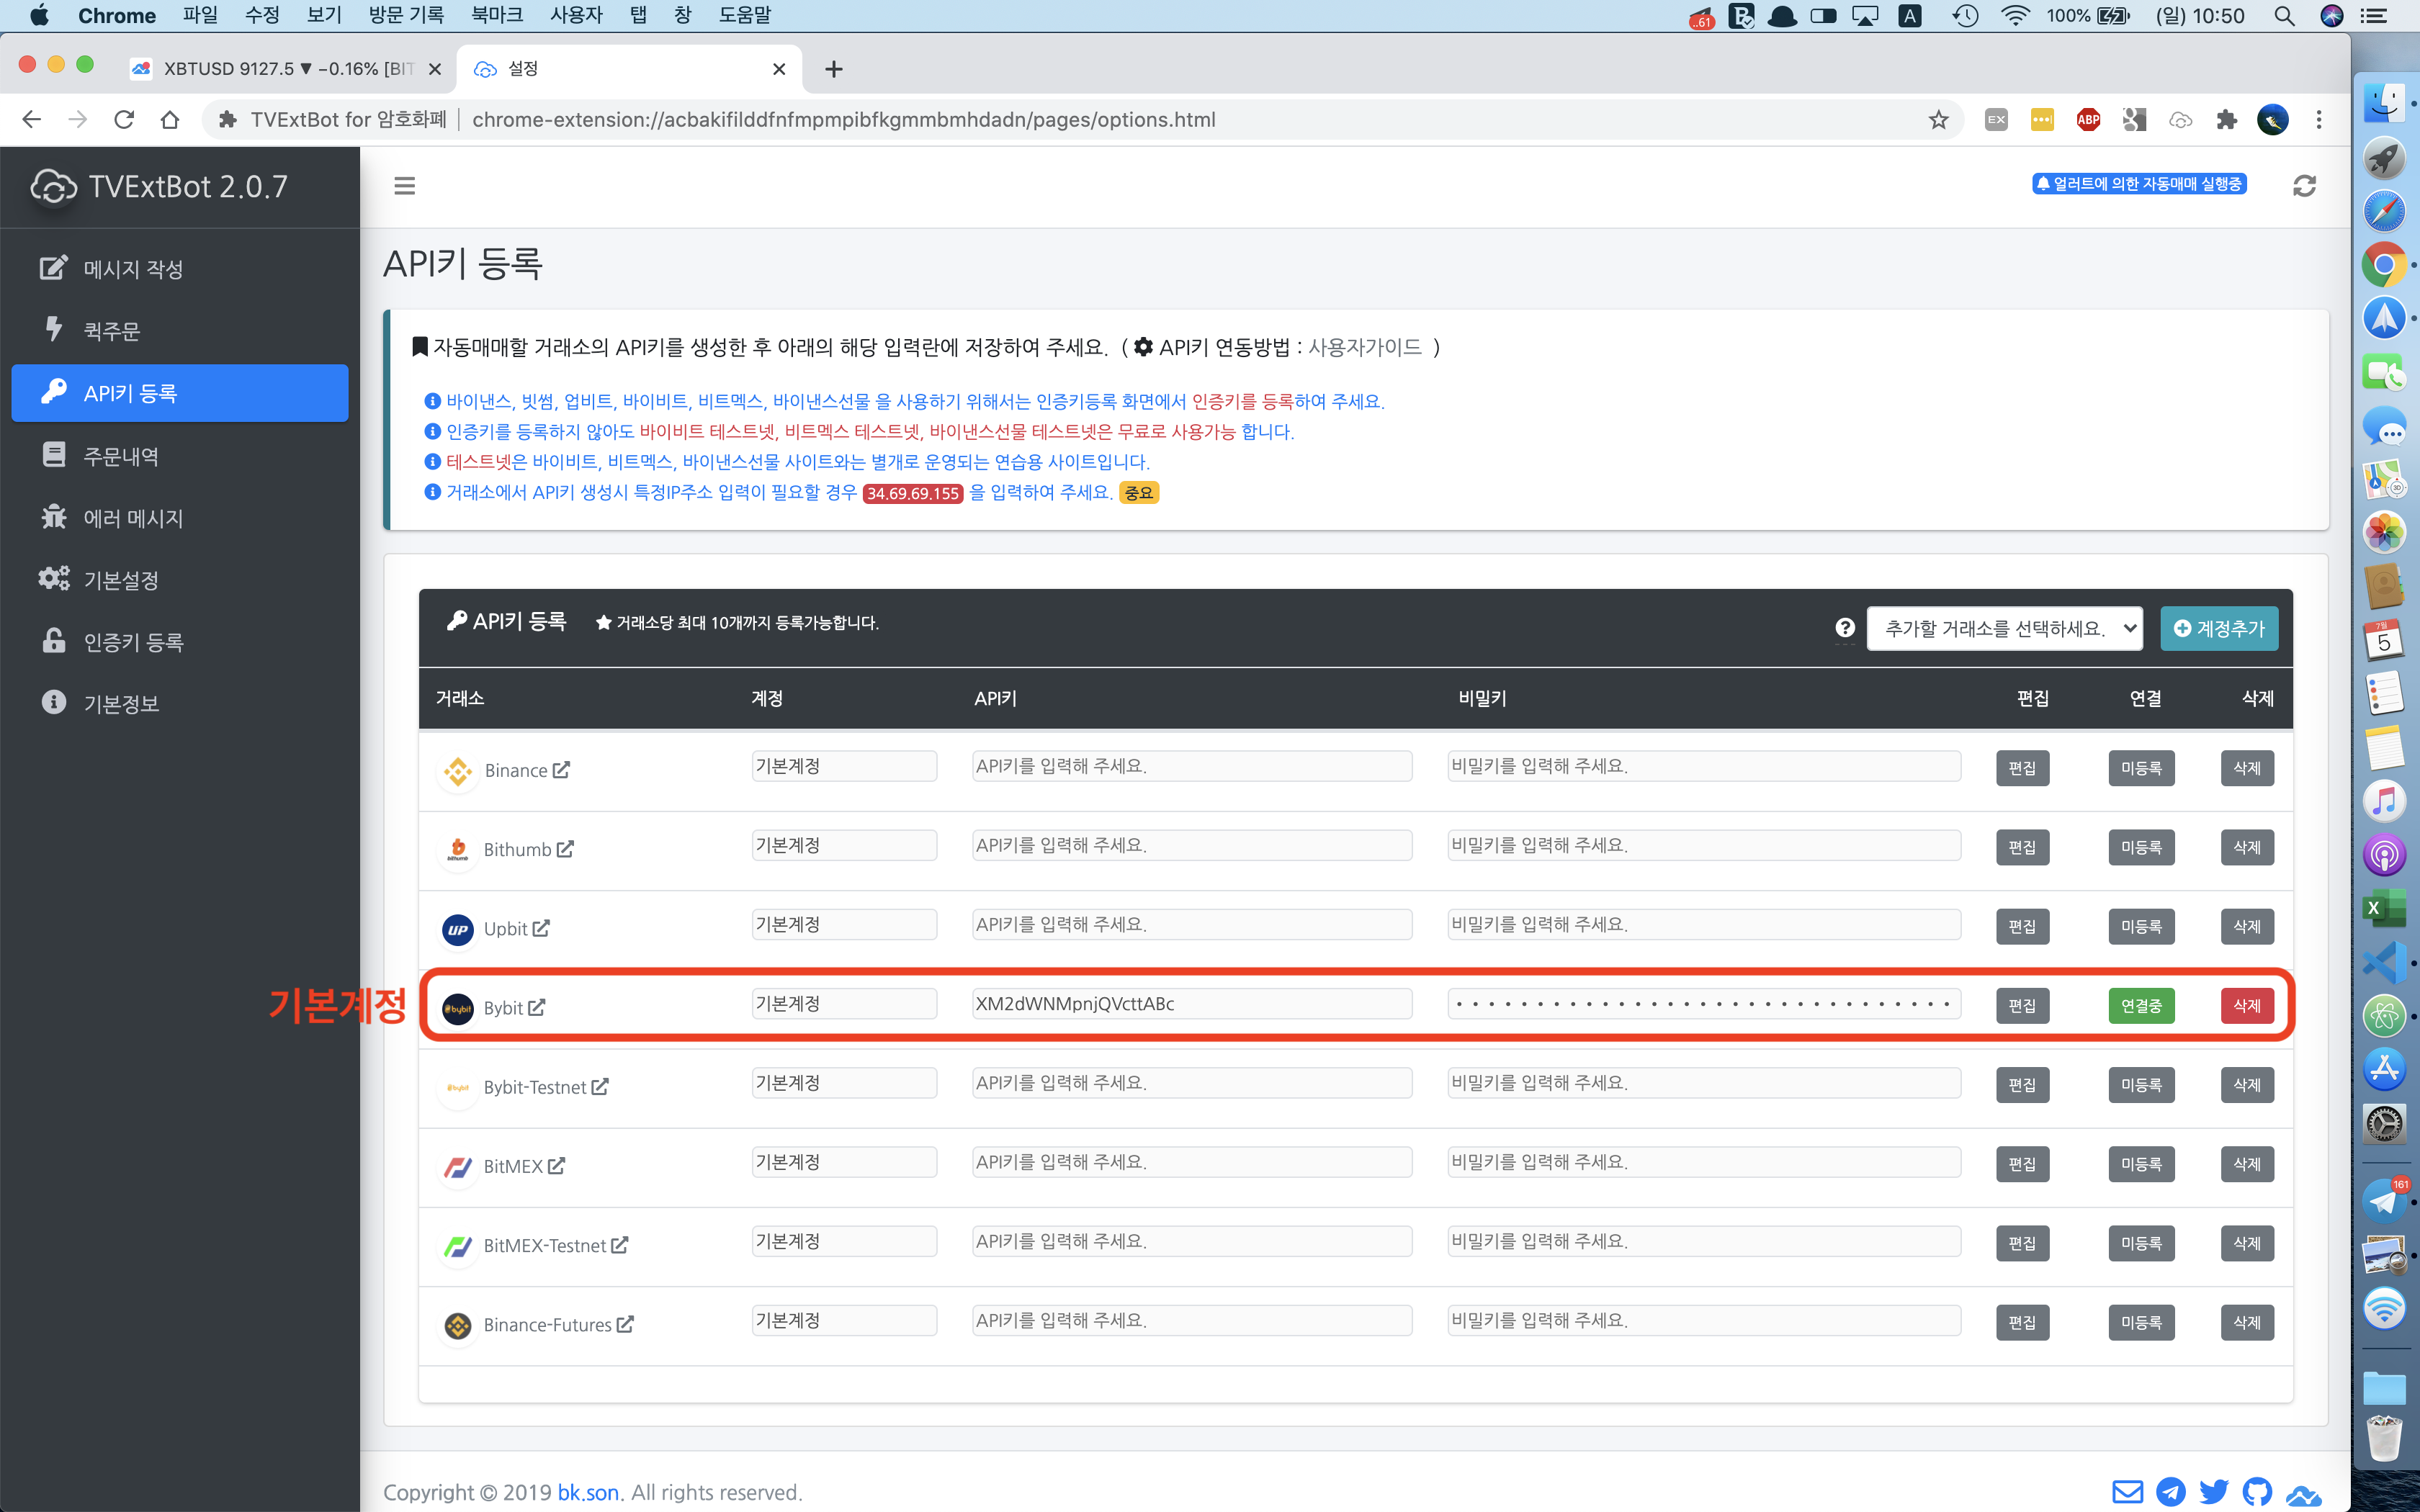 Chrome 파일 수정 보기 방문 기록 북마크 사용자 탭 창 도움말 ..61 A 100% (일) 10:50
XBTUSD 9127.5 ▼ −0.16% [BIT
설정
TVExtBot for 암호화폐 chrome-extension://acbakifilddfnfmpmpibfkgmmbmhdadn/pages/options.html EX ABP
TVExtBot 2.0.7
얼러트에 의한 자동매매 실행중
메시지 작성
퀵주문
API키 등록
주문내역
에러 메시지
기본설정
인증키 등록
기본정보
API키 등록
자동매매할 거래소의 API키를 생성한 후 아래의 해당 입력란에 저장하여 주세요. ( API키 연동방법 : 사용자가이드 )
바이낸스, 빗썸, 업비트, 바이비트, 비트멕스, 바이낸스선물 을 사용하기 위해서는 인증키등록 화면에서 인증키를 등록하여 주세요.
인증키를 등록하지 않아도 바이비트 테스트넷, 비트멕스 테스트넷, 바이낸스선물 테스트넷은 무료로 사용가능 합니다.
테스트넷은 바이비트, 비트멕스, 바이낸스선물 사이트와는 별개로 운영되는 연습용 사이트입니다.
거래소에서 API키 생성시 특정IP주소 입력이 필요할 경우 34.69.69.155 을 입력하여 주세요. 중요
API키 등록 ★ 거래소당 최대 10개까지 등록가능합니다. 추가할 거래소를 선택하세요. 계정추가
거래소 계정 API키 비밀키 편집 연결 삭제
Binance 기본계정 API키를 입력해 주세요. 비밀키를 입력해 주세요. 편집 미등록 삭제
bithumb Bithumb 기본계정 API키를 입력해 주세요. 비밀키를 입력해 주세요. 편집 미등록 삭제
UP Upbit 기본계정 API키를 입력해 주세요. 비밀키를 입력해 주세요. 편집 미등록 삭제
기본계정 bybit Bybit 기본계정 XM2dWNMpnjQVcttABc 편집 연결중 삭제
bybit Bybit-Testnet 기본계정 API키를 입력해 주세요. 비밀키를 입력해 주세요. 편집 미등록 삭제
BitMEX 기본계정 API키를 입력해 주세요. 비밀키를 입력해 주세요. 편집 미등록 삭제
BitMEX-Testnet 기본계정 API키를 입력해 주세요. 비밀키를 입력해 주세요. 편집 미등록 삭제
Binance-Futures 기본계정 API키를 입력해 주세요. 비밀키를 입력해 주세요. 편집 미등록 삭제
Copyright © 2019 bk.son. All rights reserved.
7월
5
X
161